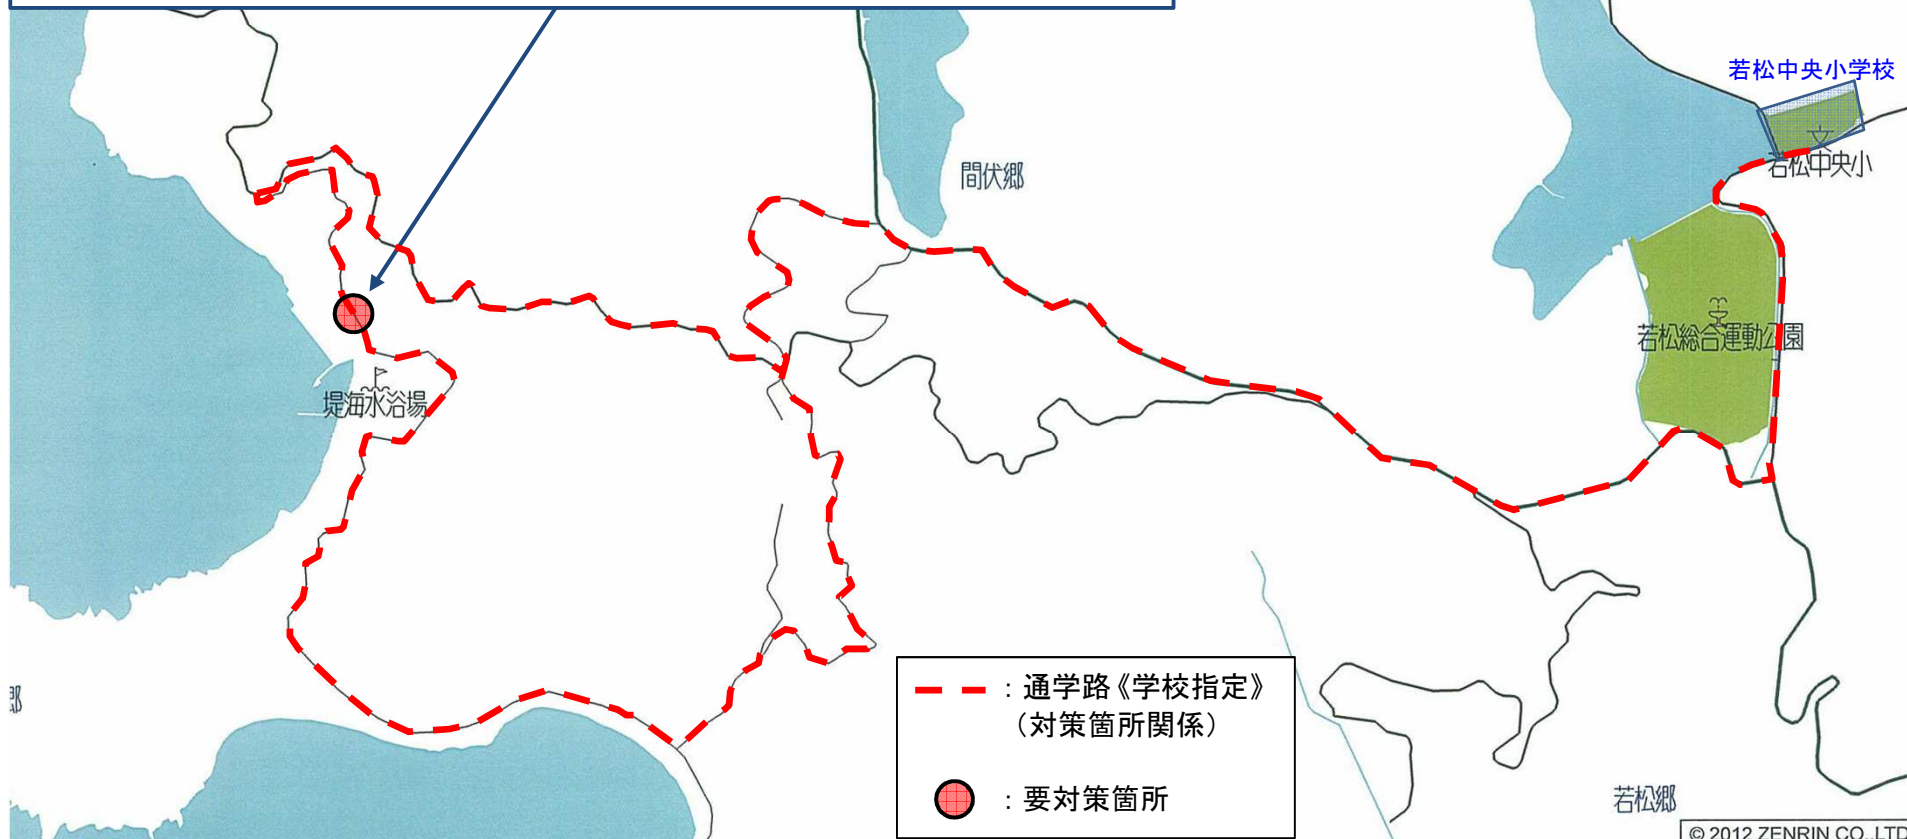 若松中央小学校
若松中央小
間伏郷
若松総合運動公園
堤海水浴場
郷
: 通学路《学校指定》
(対策箇所関係)
: 要対策箇所
若松郷
© 2012 ZENRIN CO.,LTD